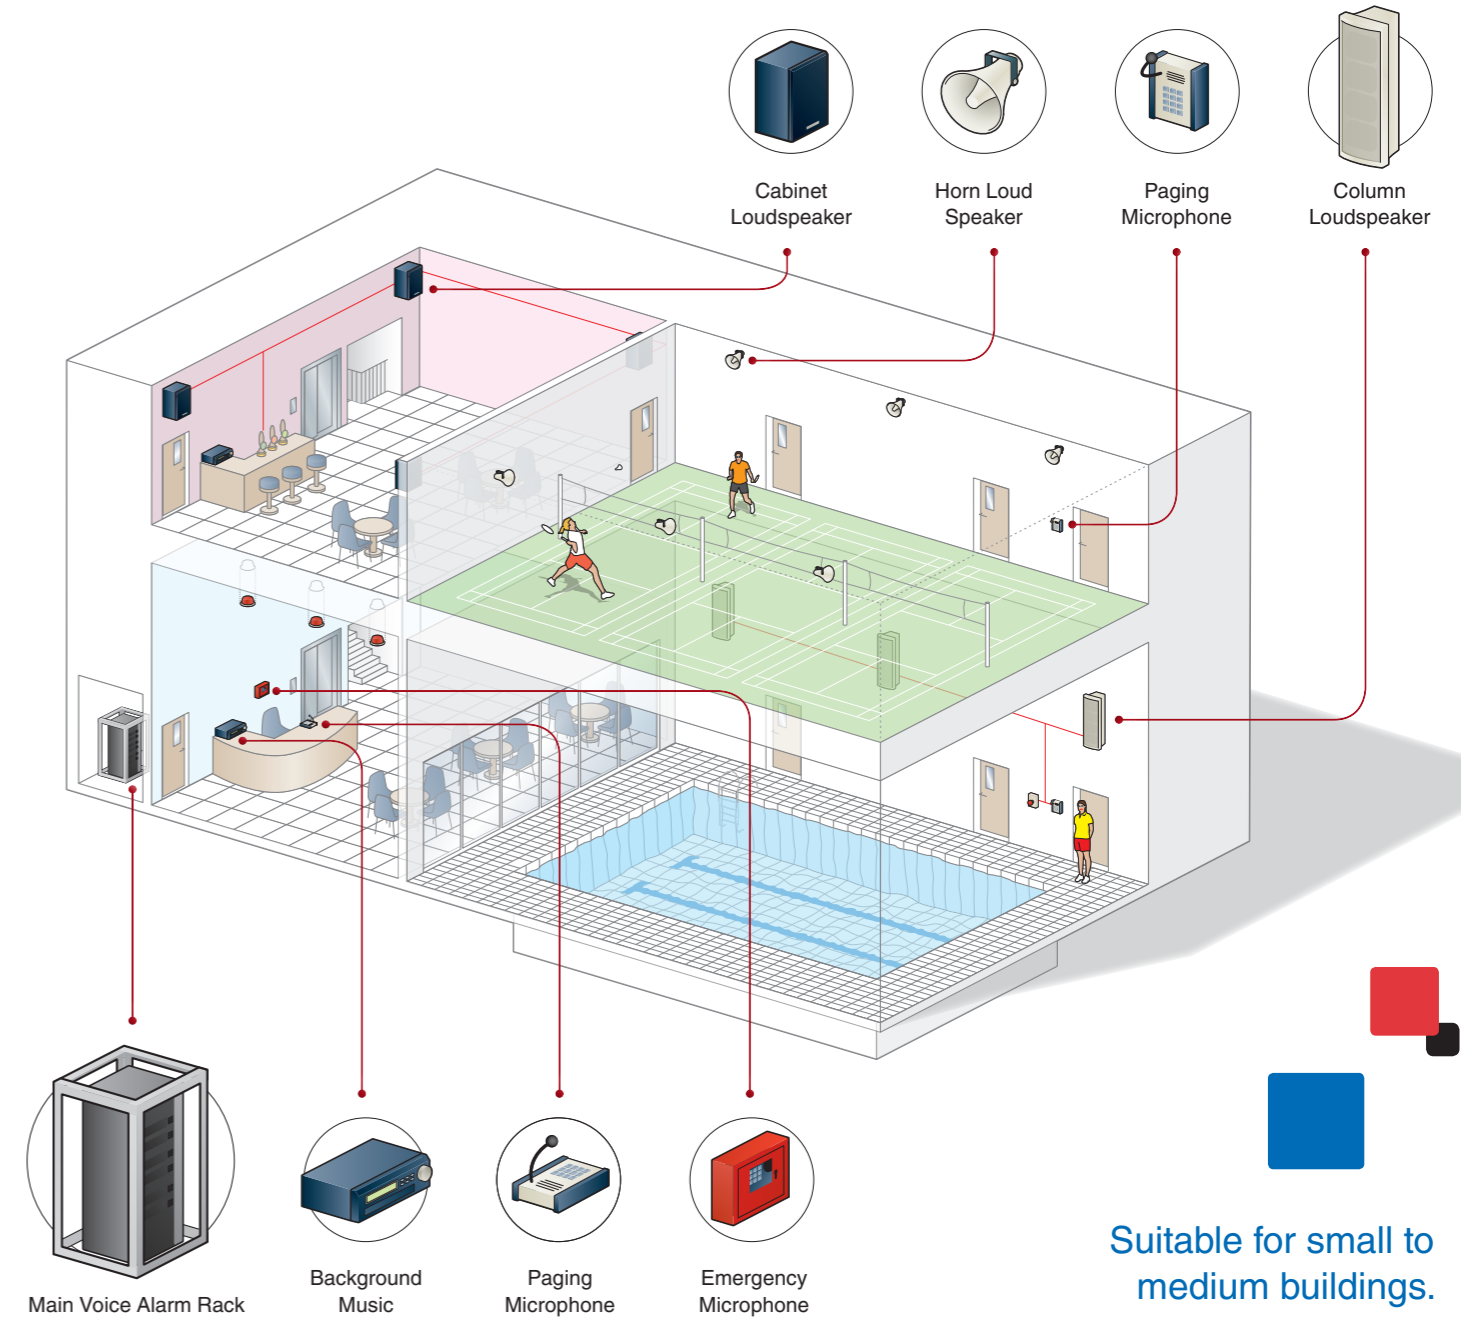 Cabinet
Loudspeaker
Horn Loud
Speaker
Paging
Microphone
Column
Loudspeaker
Main Voice Alarm Rack
Background
Music
Paging
Microphone
Emergency
Microphone
Suitable for small to
medium buildings.